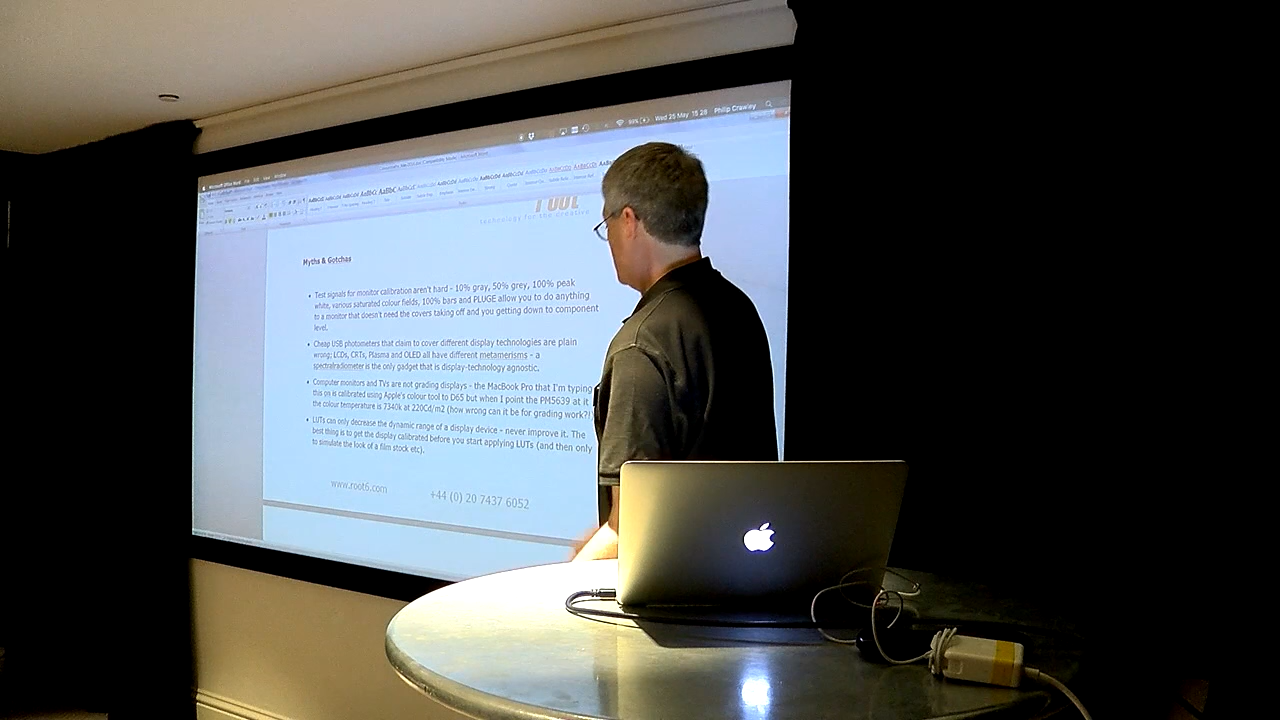 Microsoft Office Word File Edit View Window
99% Wed 25 May 15:28 Philip Crawley
technology for the creative
Myths & Gotchas
• Test signals for monitor calibration aren't hard - 10% gray, 50% grey, 100% peak
white, various saturated colour fields, 100% bars and PLUGE allow you to do anything
to a monitor that doesn't need the covers taking off and you getting down to component
level.
• Cheap USB photometers that claim to cover different display technologies are plain
wrong; LCDs, CRTs, Plasma and OLED all have different metamerisms - a
spectralradiometer is the only gadget that is display-technology agnostic.
• Computer monitors and TVs are not grading displays - the MacBook Pro that I'm typing
this on is calibrated using Apple's colour tool to D65 but when I point the PM5639 at it
the colour temperature is 7340k at 220Cd/m2 (how wrong can it be for grading work?!)
• LUTs can only decrease the dynamic range of a display device - never improve it. The
best thing is to get the display calibrated before you start applying LUTs (and then only
to simulate the look of a film stock etc).
www.root6.com +44 (0) 20 7437 6052